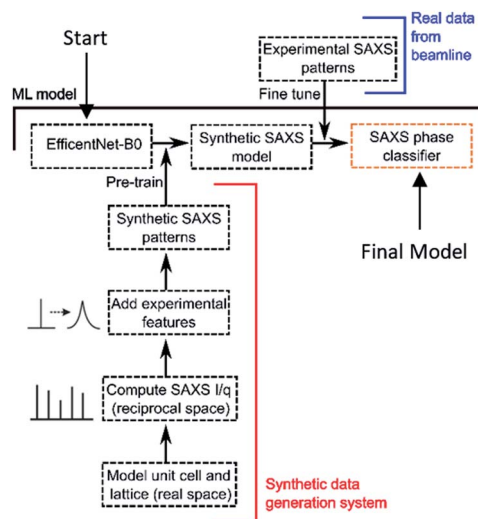 Start
Real data
from
beamline
Experimental SAXS
patterns
ML model
Fine tune
EfficentNet-B0
Synthetic SAXS
model
SAXS phase
classifier
Pre-train
Synthetic SAXS
patterns
Final Model
Add experimental
features
Compute SAXS I/q
(reciprocal space)
Model unit cell and
lattice (real space)
Synthetic data
generation system